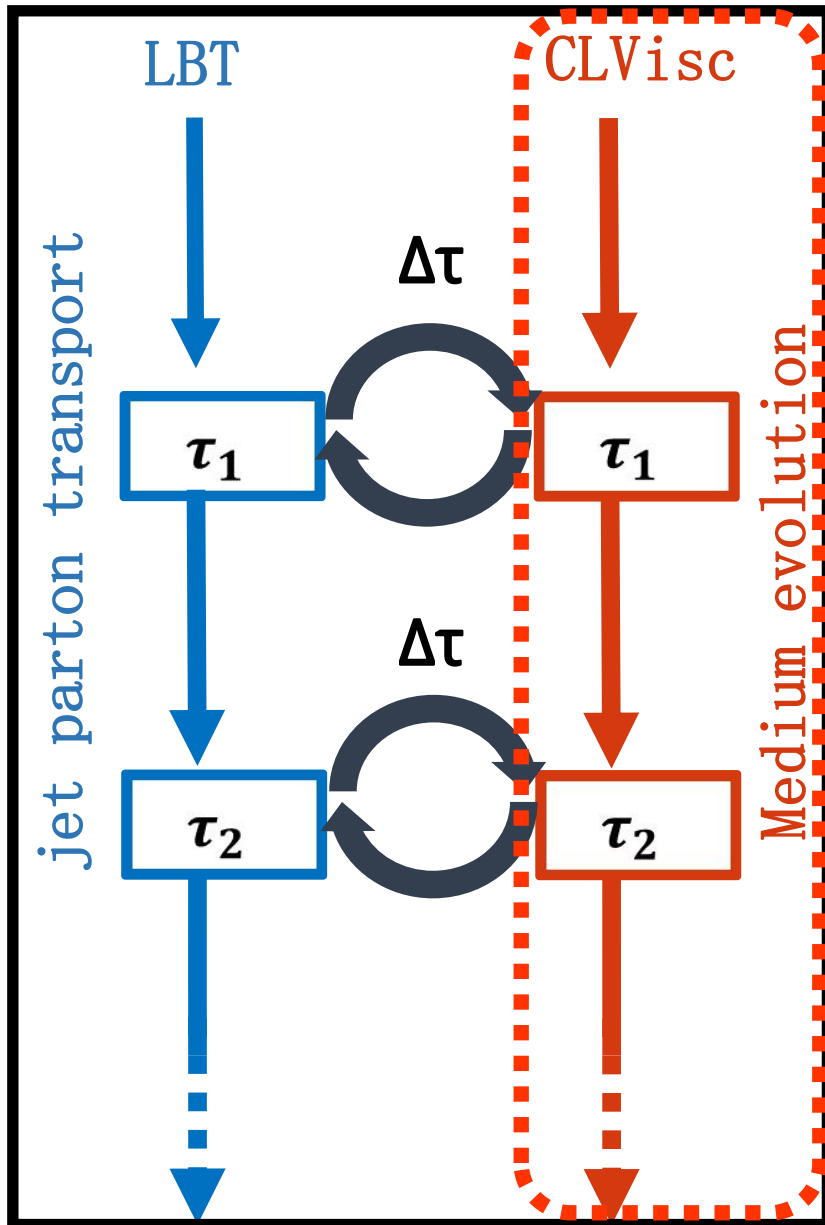 LBT
CLVisc
jet parton transport
Δτ
τ₁
τ₁
Medium evolution
Δτ
τ₂
τ₂